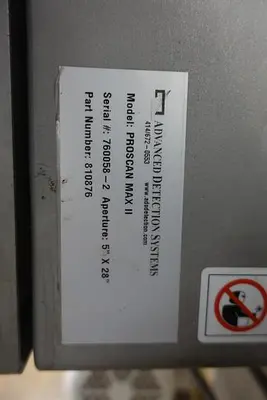 ADVANCED DETECTION SYSTEMS
414/672-0553 www.adsdetection.com
Model: PROSCAN MAX II
Serial #: 760058-2 Aperture: 5" X 28"
Part Number: 810876